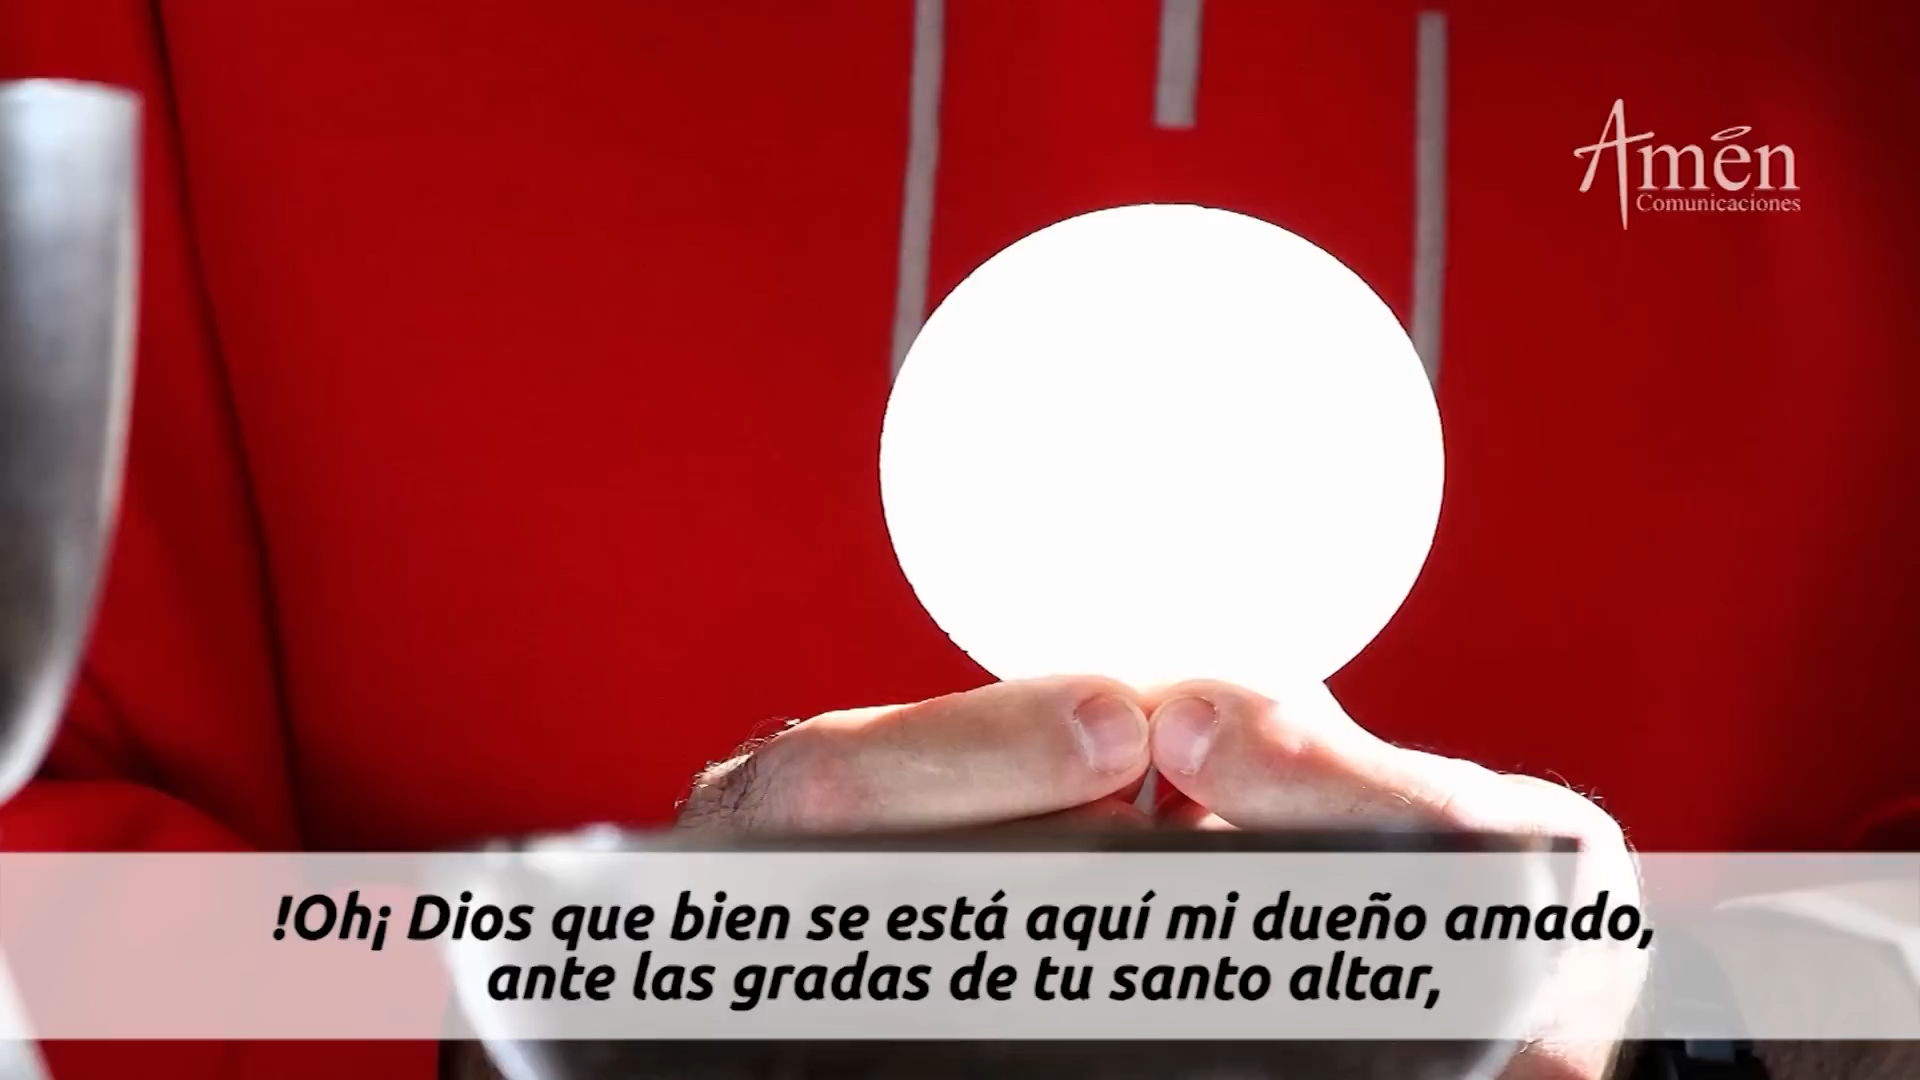 Amén
Comunicaciones
!Oh¡ Dios que bien se está aquí mi dueño amado,
ante las gradas de tu santo altar,